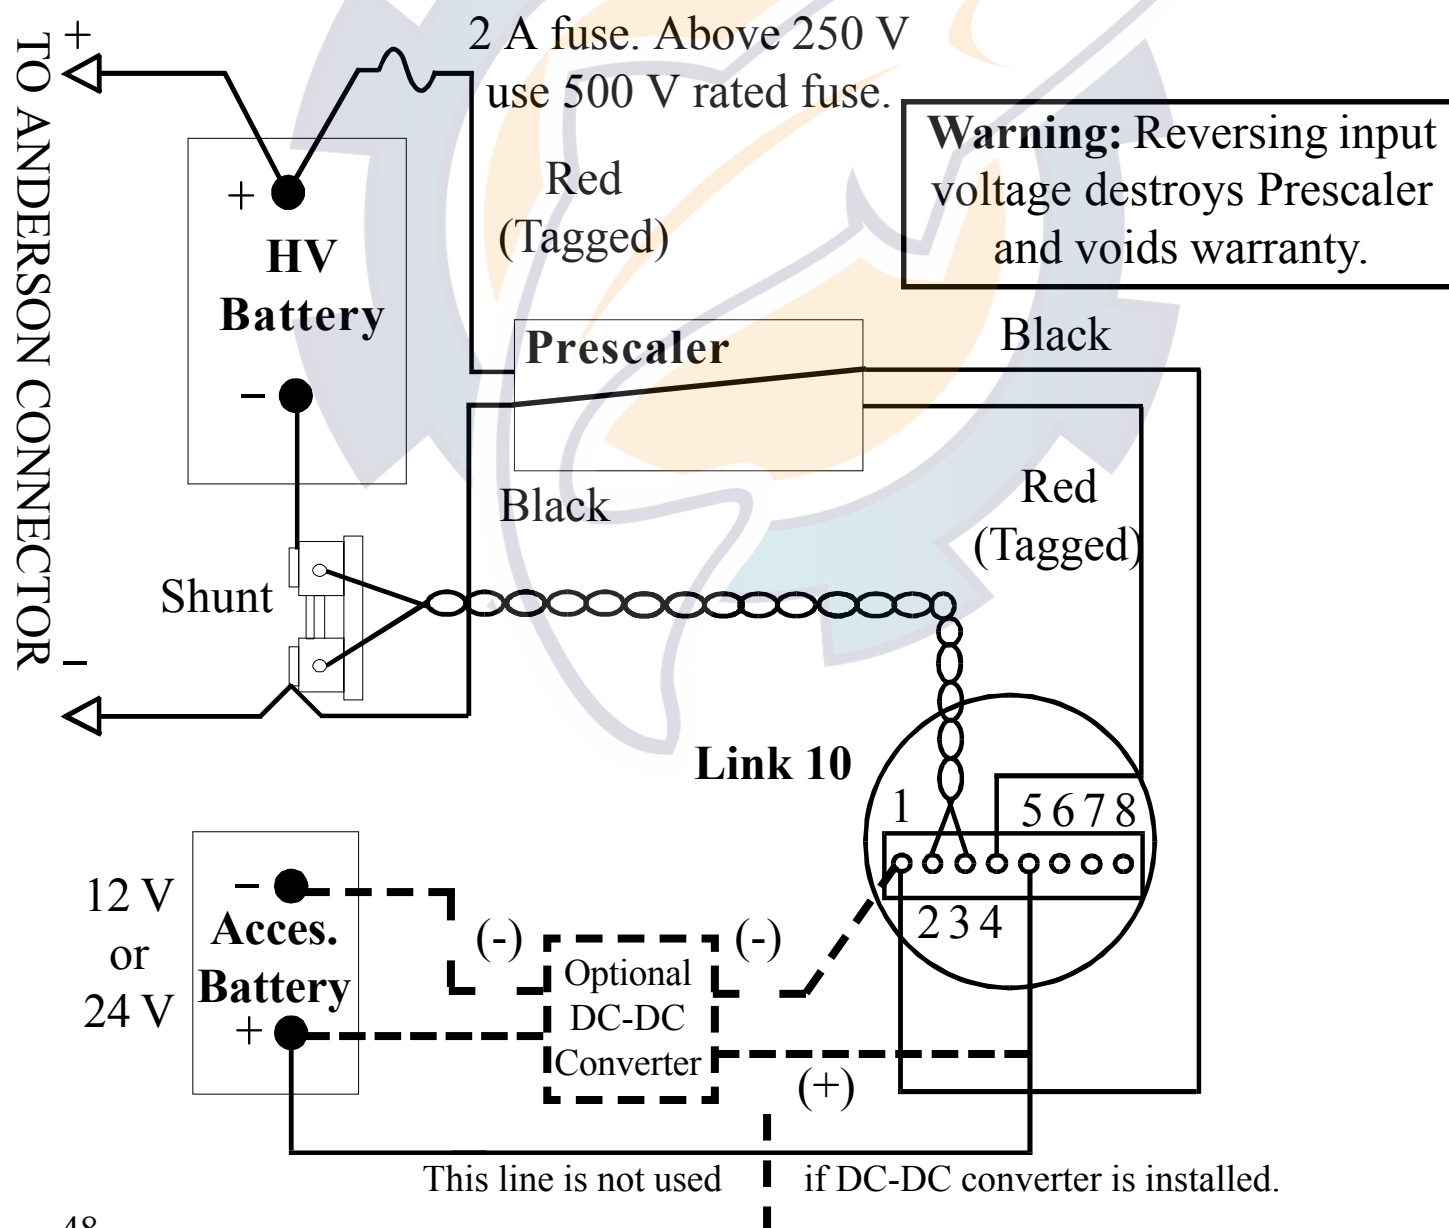 TO ANDERSON CONNECTOR
+
2 A fuse. Above 250 V
use 500 V rated fuse.
Warning: Reversing input
voltage destroys Prescaler
and voids warranty.
Red
(Tagged)
+
HV
Battery
-
Prescaler
Black
Black
Red
(Tagged)
Shunt
-
Link 10
1
5 6 7 8
2 3 4
12 V
or
24 V
-
Acces.
Battery
+
(-)
Optional
DC-DC
Converter
(-)
(+)
This line is not used
if DC-DC converter is installed.
48